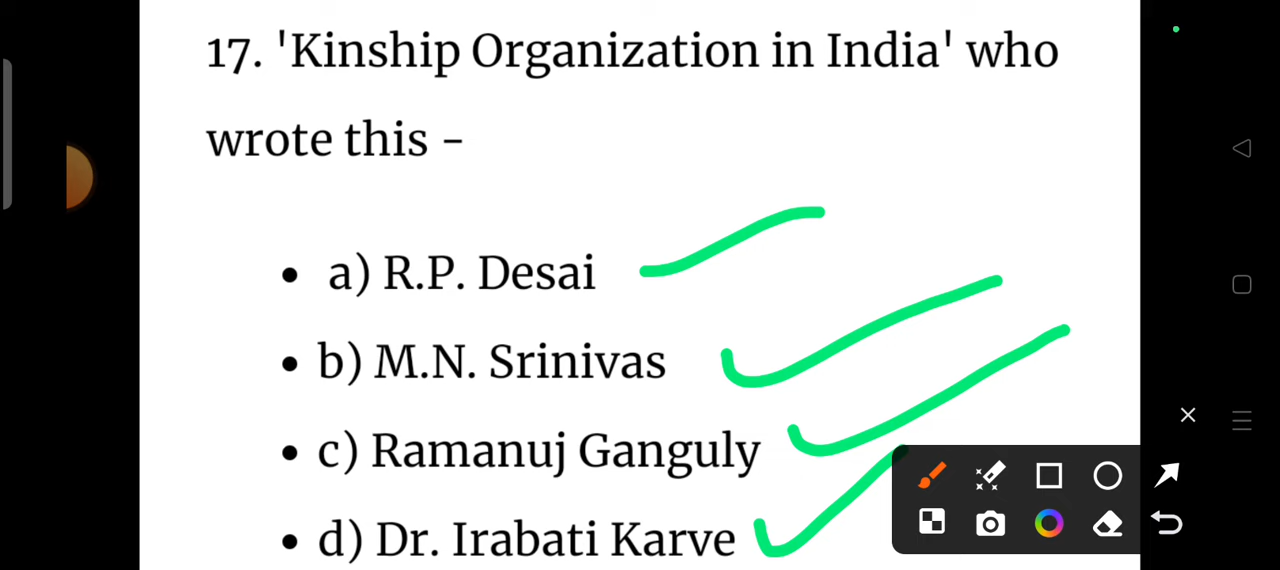 17. 'Kinship Organization in India' who
wrote this -
• a) R.P. Desai
• b) M.N. Srinivas
• c) Ramanuj Ganguly
• d) Dr. Irabati Karve